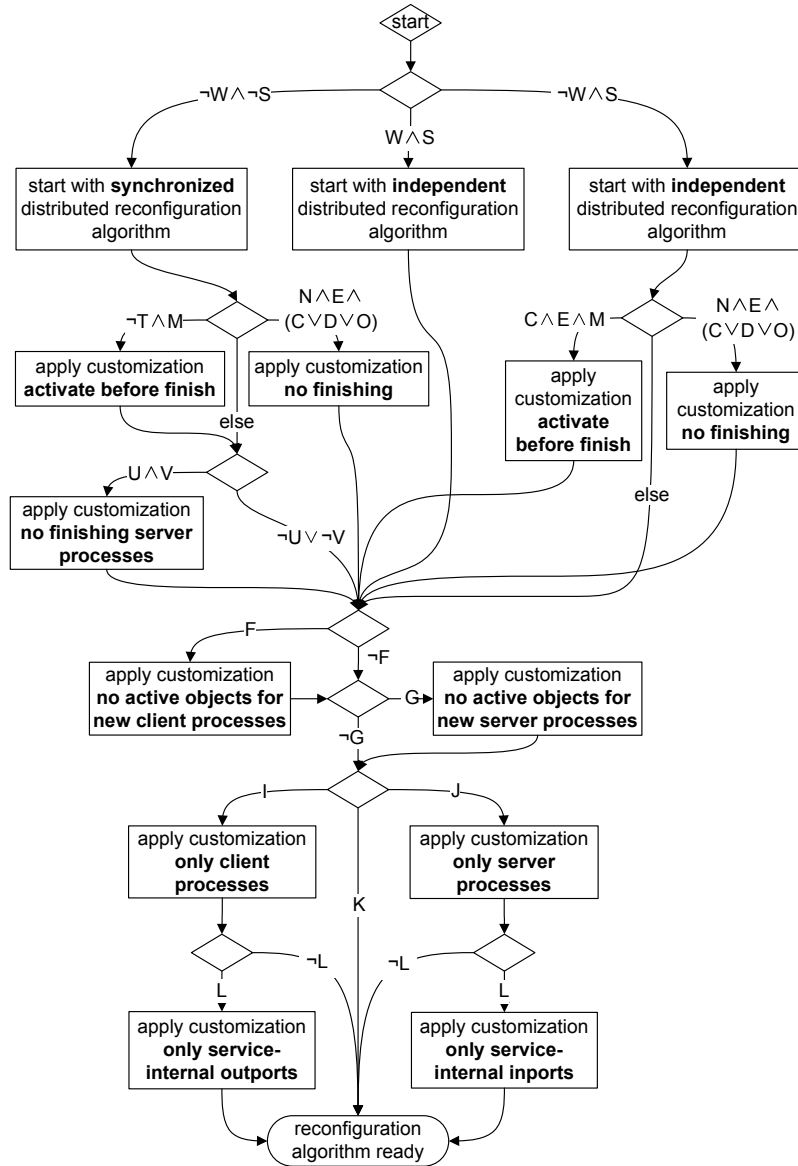 start
¬W∧¬S
¬W∧S
W∧S
start with synchronized
distributed reconfiguration
algorithm
start with independent
distributed reconfiguration
algorithm
start with independent
distributed reconfiguration
algorithm
¬T∧M
N∧E∧
(C∨D∨O)
C∧E∧M
N∧E∧
(C∨D∨O)
apply customization
activate before finish
apply customization
no finishing
apply
customization
activate
before finish
apply
customization
no finishing
else
U∧V
else
apply customization
no finishing server
processes
¬U∨¬V
F
¬F
apply customization
no active objects for
new client processes
G
apply customization
no active objects for
new server processes
¬G
I
J
apply customization
only client
processes
apply customization
only server
processes
K
¬L
¬L
L
L
apply customization
only service-
internal outports
apply customization
only service-
internal inports
reconfiguration
algorithm ready